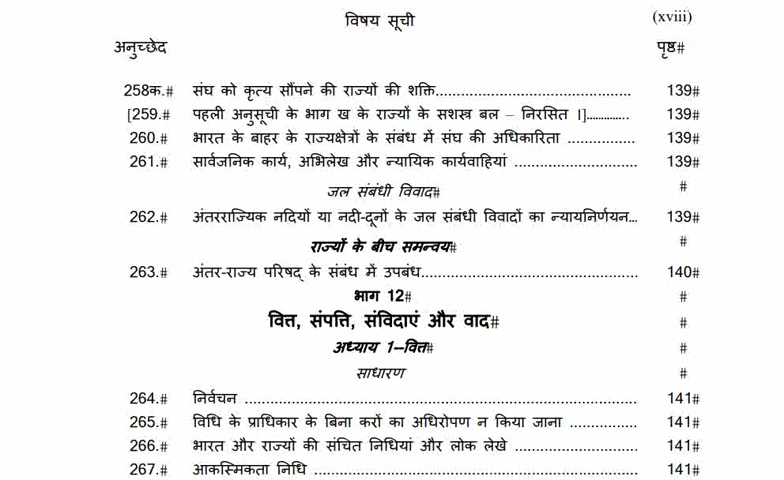 विषय सूची (xviii)
अनुच्छेद पृष्ठ#
258क.# संघ को कृत्य सौंपने की राज्यों की शक्ति............................................... 139#
[259.# पहली अनुसूची के भाग ख के राज्यों के सशस्त्र बल – निरसित ।].............. 139#
260.# भारत के बाहर के राज्यक्षेत्रों के संबंध में संघ की अधिकारिता ................ 139#
261.# सार्वजनिक कार्य, अभिलेख और न्यायिक कार्यवाहियां ............................. 139#
जल संबंधी विवाद# #
262.# अंतरराज्यिक नदियों या नदी-दूनों के जल संबंधी विवादों का न्यायनिर्णयन... 139#
राज्यों के बीच समन्वय# #
263.# अंतर-राज्य परिषद् के संबंध में उपबंध.................................................... 140#
भाग 12# #
वित्त, संपत्ति, संविदाएं और वाद# #
अध्याय 1--वित्त# #
साधारण #
264.# निर्वचन ............................................................................................... 141#
265.# विधि के प्राधिकार के बिना करों का अधिरोपण न किया जाना ................ 141#
266.# भारत और राज्यों की संचित निधियां और लोक लेखे ............................. 141#
267.# आकस्मिकता निधि .............................................................................. 141#